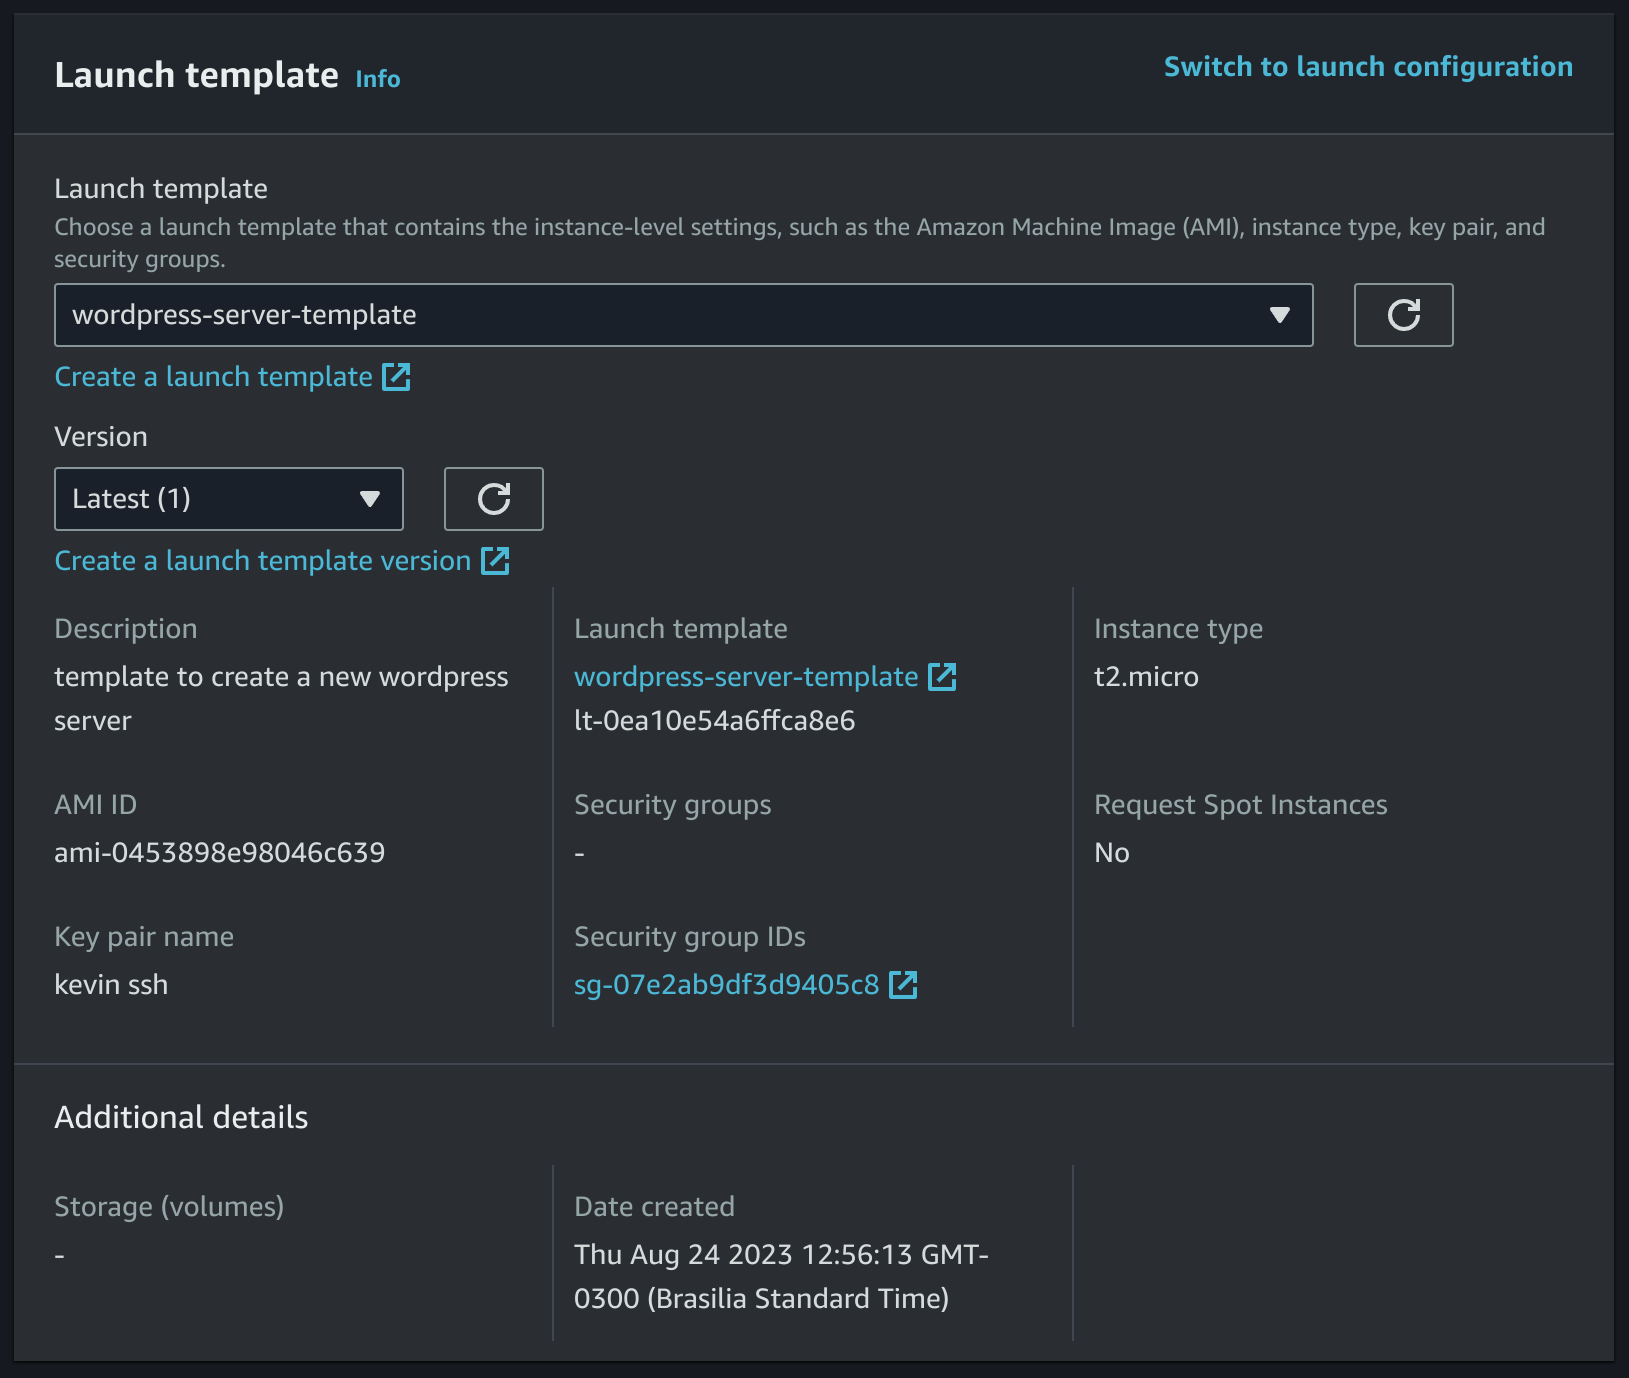 Launch template Info
Switch to launch configuration
Launch template
Choose a launch template that contains the instance-level settings, such as the Amazon Machine Image (AMI), instance type, key pair, and
security groups.
wordpress-server-template
Create a launch template
Version
Latest (1)
Create a launch template version
Description
template to create a new wordpress
server
Launch template
wordpress-server-template
lt-0ea10e54a6ffca8e6
Instance type
t2.micro
AMI ID
ami-0453898e98046c639
Security groups
-
Request Spot Instances
No
Key pair name
kevin ssh
Security group IDs
sg-07e2ab9df3d9405c8
Additional details
Storage (volumes)
-
Date created
Thu Aug 24 2023 12:56:13 GMT-
0300 (Brasilia Standard Time)